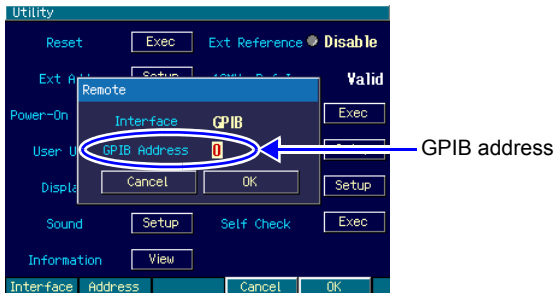 Utility
Reset Exec Ext Reference Disable
Ext Setup Valid
Remote
Power-On Interface GPIB Exec
User U GPIB Address 0 GPIB address
Displa Cancel OK Setup
Sound Setup Self Check Exec
Information View
Interface Address Cancel OK